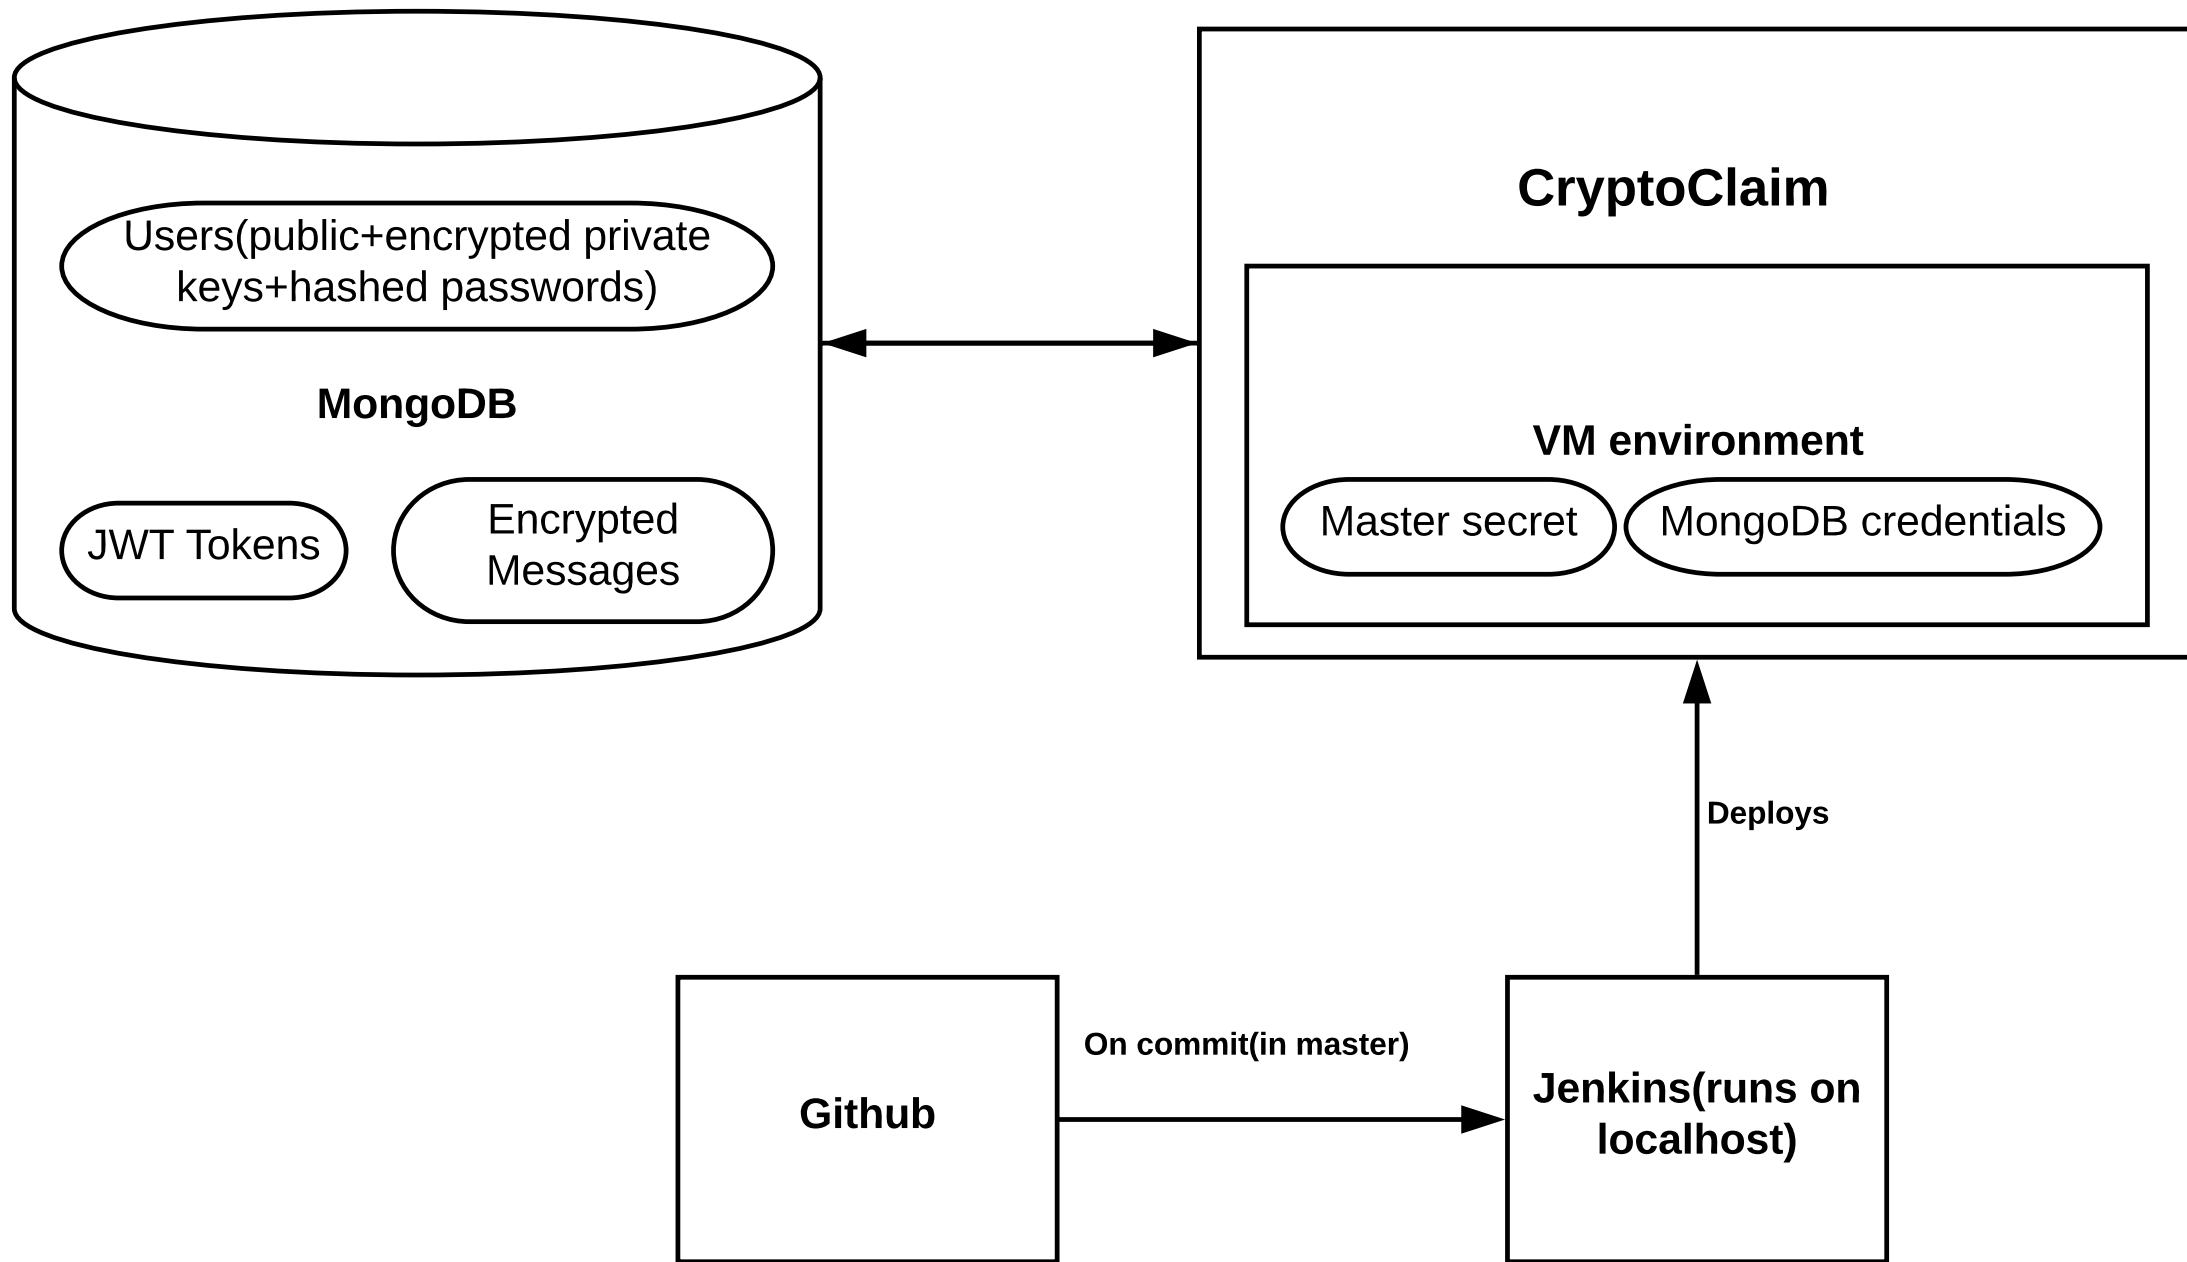 CryptoClaim
Users(public+encrypted private
keys+hashed passwords)
MongoDB
VM environment
JWT Tokens
Encrypted
Messages
Master secret
MongoDB credentials
Deploys
On commit(in master)
Github
Jenkins(runs on
localhost)